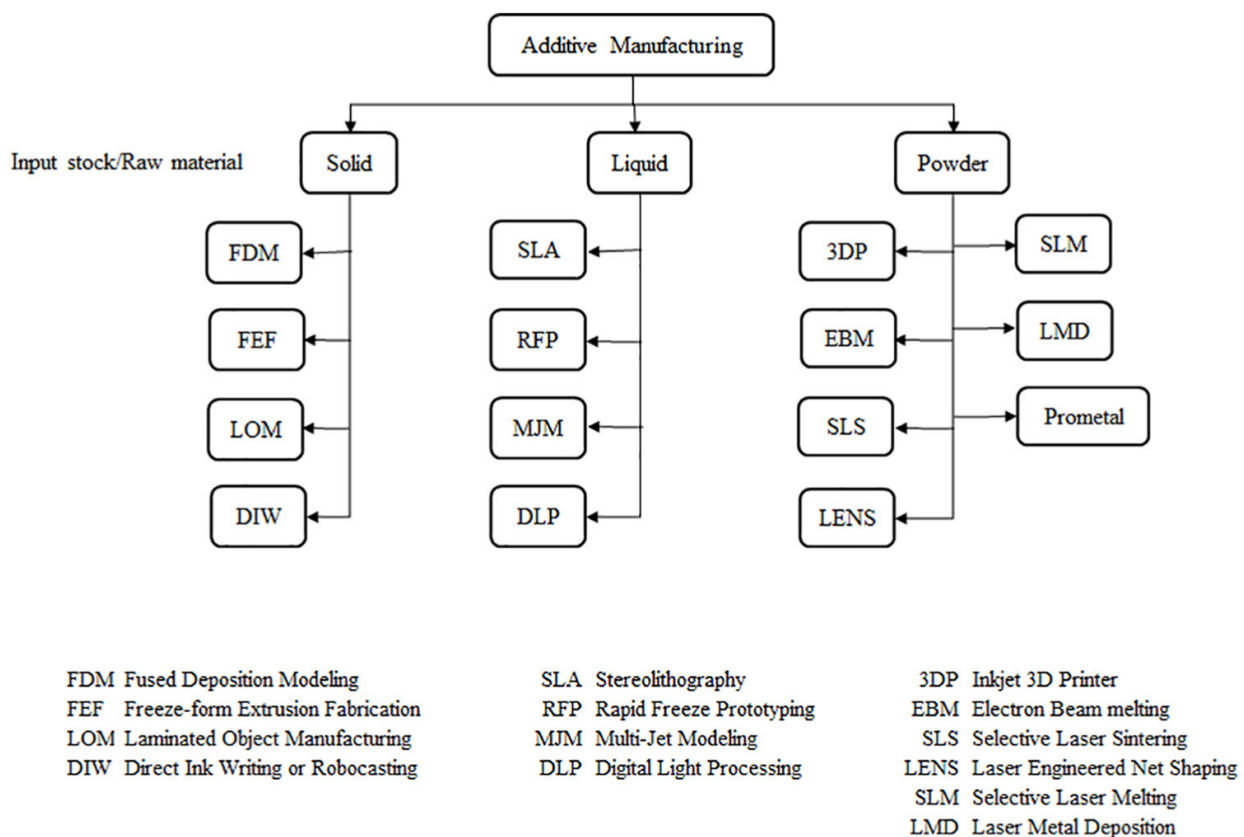 Additive Manufacturing
Input stock/Raw material
Solid
Liquid
Powder
FDM
SLA
3DP
SLM
FEF
RFP
EBM
LMD
LOM
MJM
SLS
Prometal
DIW
DLP
LENS
FDM Fused Deposition Modeling
FEF Freeze-form Extrusion Fabrication
LOM Laminated Object Manufacturing
DIW Direct Ink Writing or Robocasting
SLA Stereolithography
RFP Rapid Freeze Prototyping
MJM Multi-Jet Modeling
DLP Digital Light Processing
3DP Inkjet 3D Printer
EBM Electron Beam melting
SLS Selective Laser Sintering
LENS Laser Engineered Net Shaping
SLM Selective Laser Melting
LMD Laser Metal Deposition